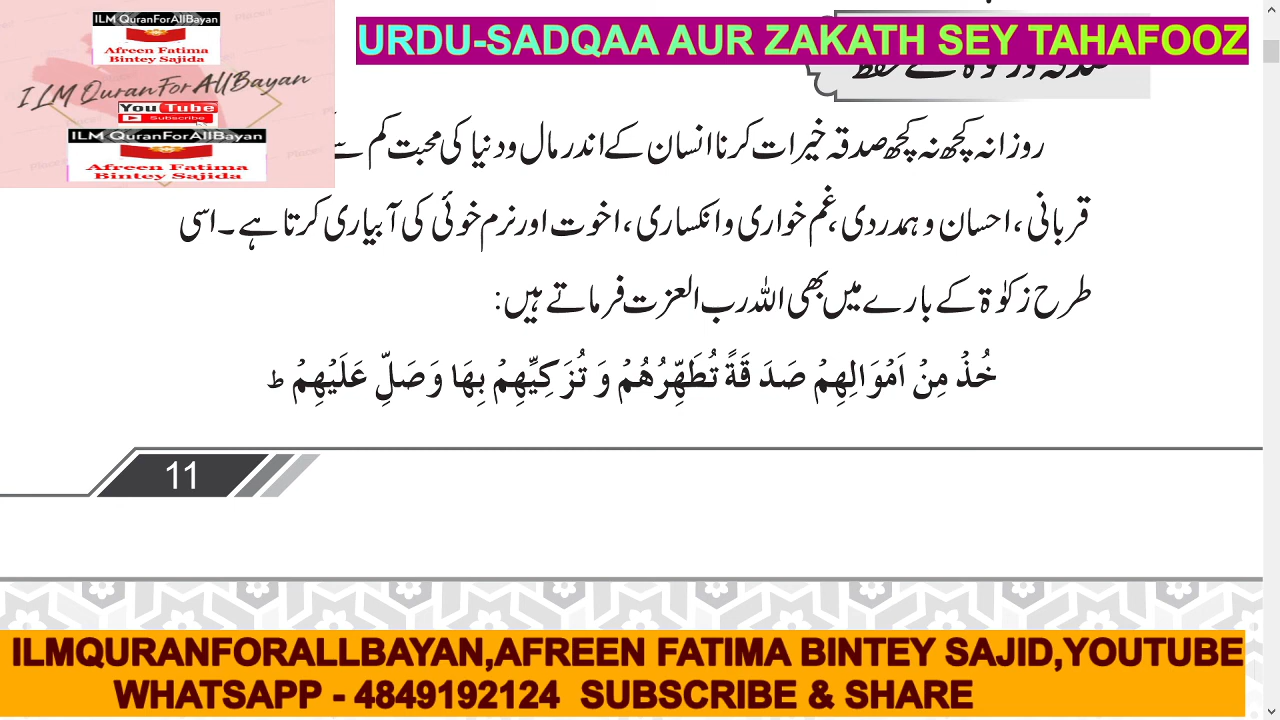 ILM QuranForAllBayan
Afreen Fatima
Bintey Sajida
ILM QuranForAllBayan
YouTube
Subscribe
ILM QuranForAllBayan
Afreen Fatima
Bintey Sajida
URDU-SADQAA AUR ZAKATH SEY TAHAFOOZ
روزانہ کچھ نہ کچھ صدقہ خیرات کرنا انسان کے اندر مال و دنیا کی محبت کم
قربانی، احسان و ہمدردی، غم خواری و انکساری، اخوت اور نرم خوئی کی آبیاری کرتا ہے۔ اسی
طرح زکوٰۃ کے بارے میں بھی اللہ رب العزت فرماتے ہیں:
خُذْ مِنْ اَمْوَالِهِمْ صَدَ قَةً تُطَهِّرُهُمْ وَ تُزَكِّيْهِمْ بِهَا وَصَلِّ عَلَيْهِمْ ط
11
ILMQURANFORALLBAYAN,AFREEN FATIMA BINTEY SAJID,YOUTUBE
WHATSAPP - 4849192124 SUBSCRIBE & SHARE